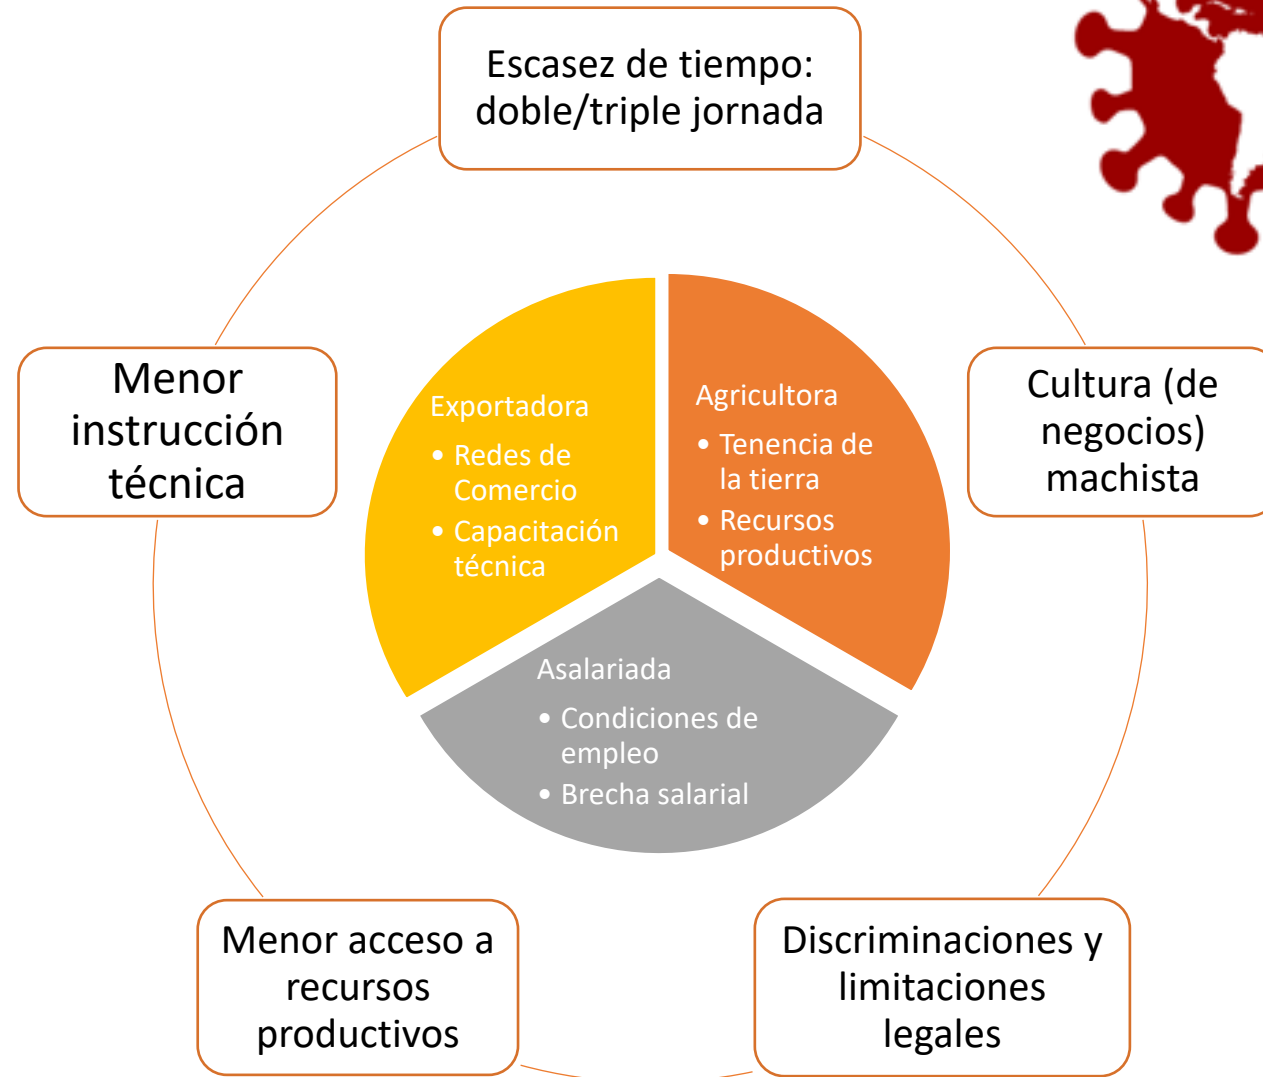 Escasez de tiempo:
doble/triple jornada
Menor
instrucción
técnica
Exportadora
• Redes de
Comercio
• Capacitación
técnica
Agricultora
• Tenencia de
la tierra
• Recursos
productivos
Cultura (de
negocios)
machista
Asalariada
• Condiciones de
empleo
• Brecha salarial
Menor acceso a
recursos
productivos
Discriminaciones y
limitaciones
legales